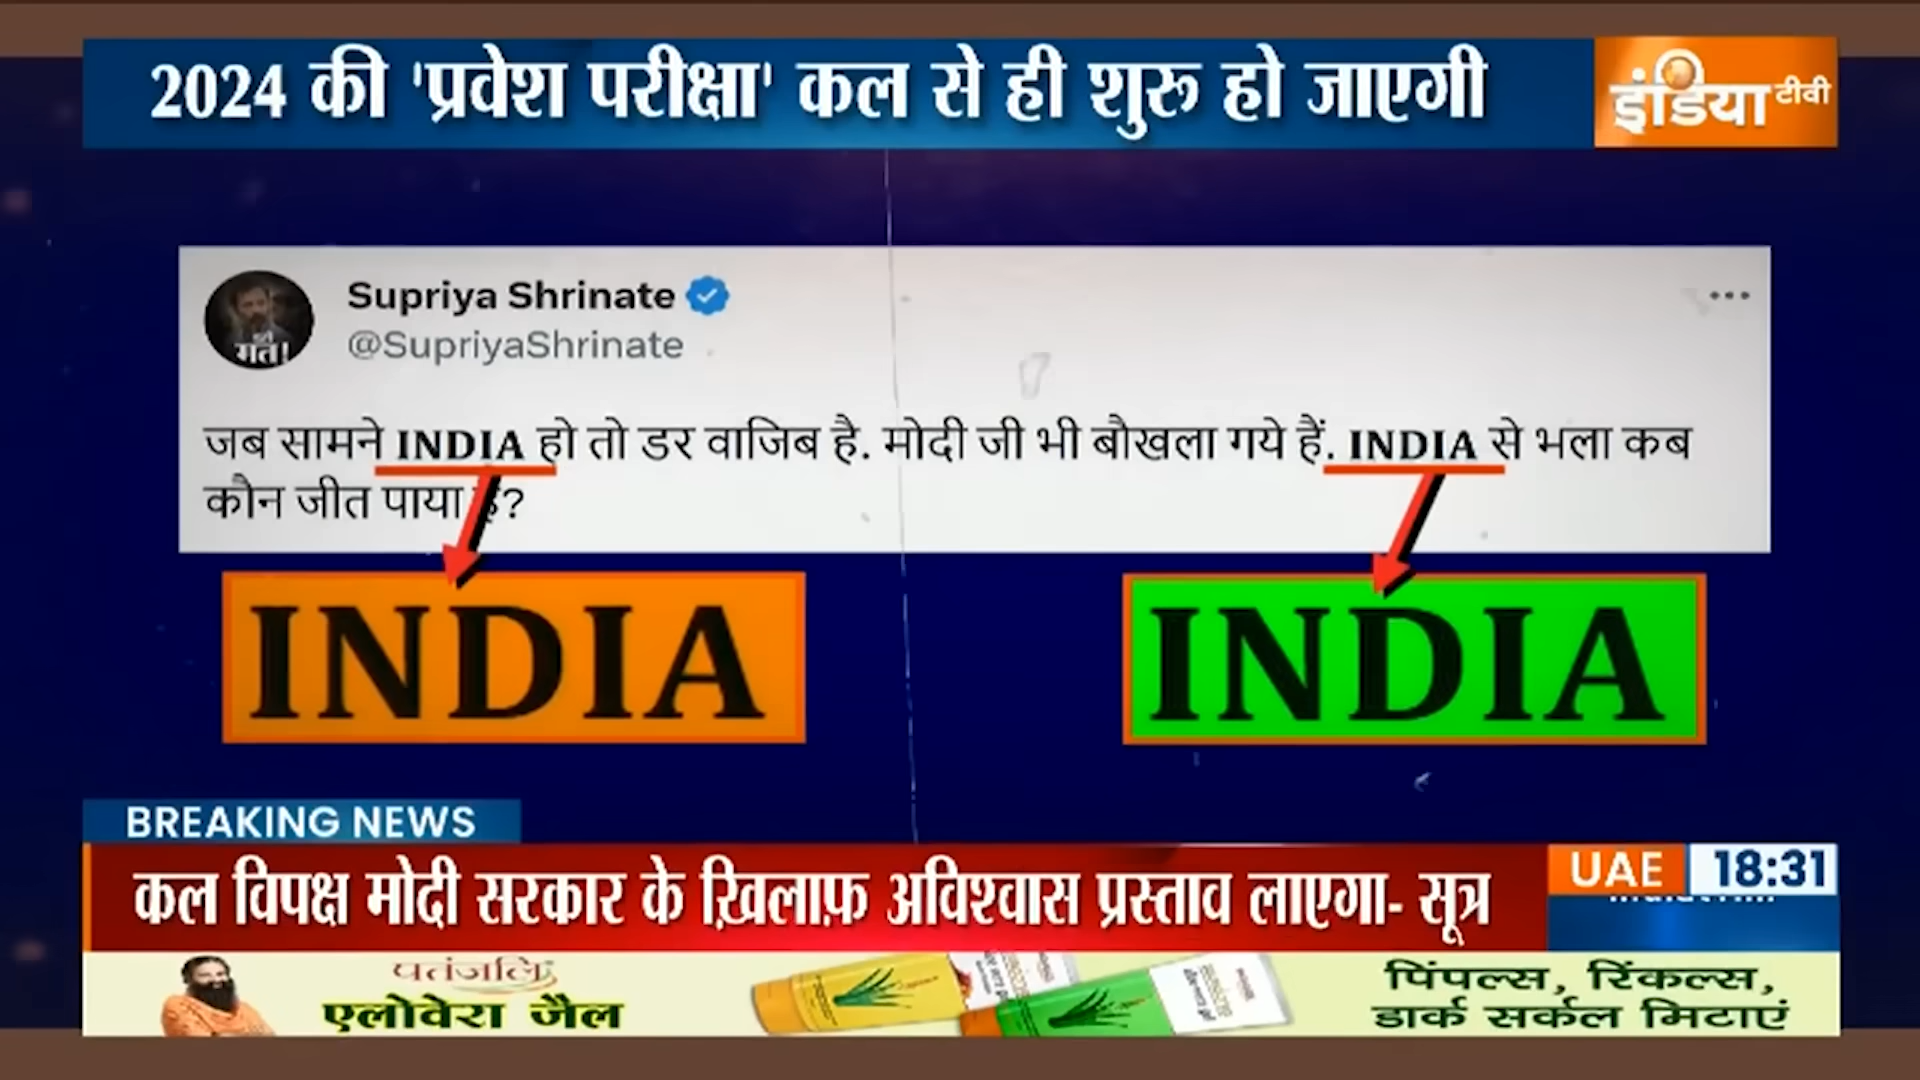 2024 की 'प्रवेश परीक्षा' कल से ही शुरू हो जाएगी
इंडिया टीवी
Supriya Shrinate
@SupriyaShrinate
मत!
जब सामने INDIA हो तो डर वाजिब है. मोदी जी भी बौखला गये हैं. INDIA से भला कब
कौन जीत पाया है?
INDIA
INDIA
BREAKING NEWS
कल विपक्ष मोदी सरकार के ख़िलाफ़ अविश्वास प्रस्ताव लाएगा- सूत्र
UAE 18:31
पतंजलि
एलोवेरा जैल
पिंपल्स, रिंकल्स,
डार्क सर्कल मिटाएं